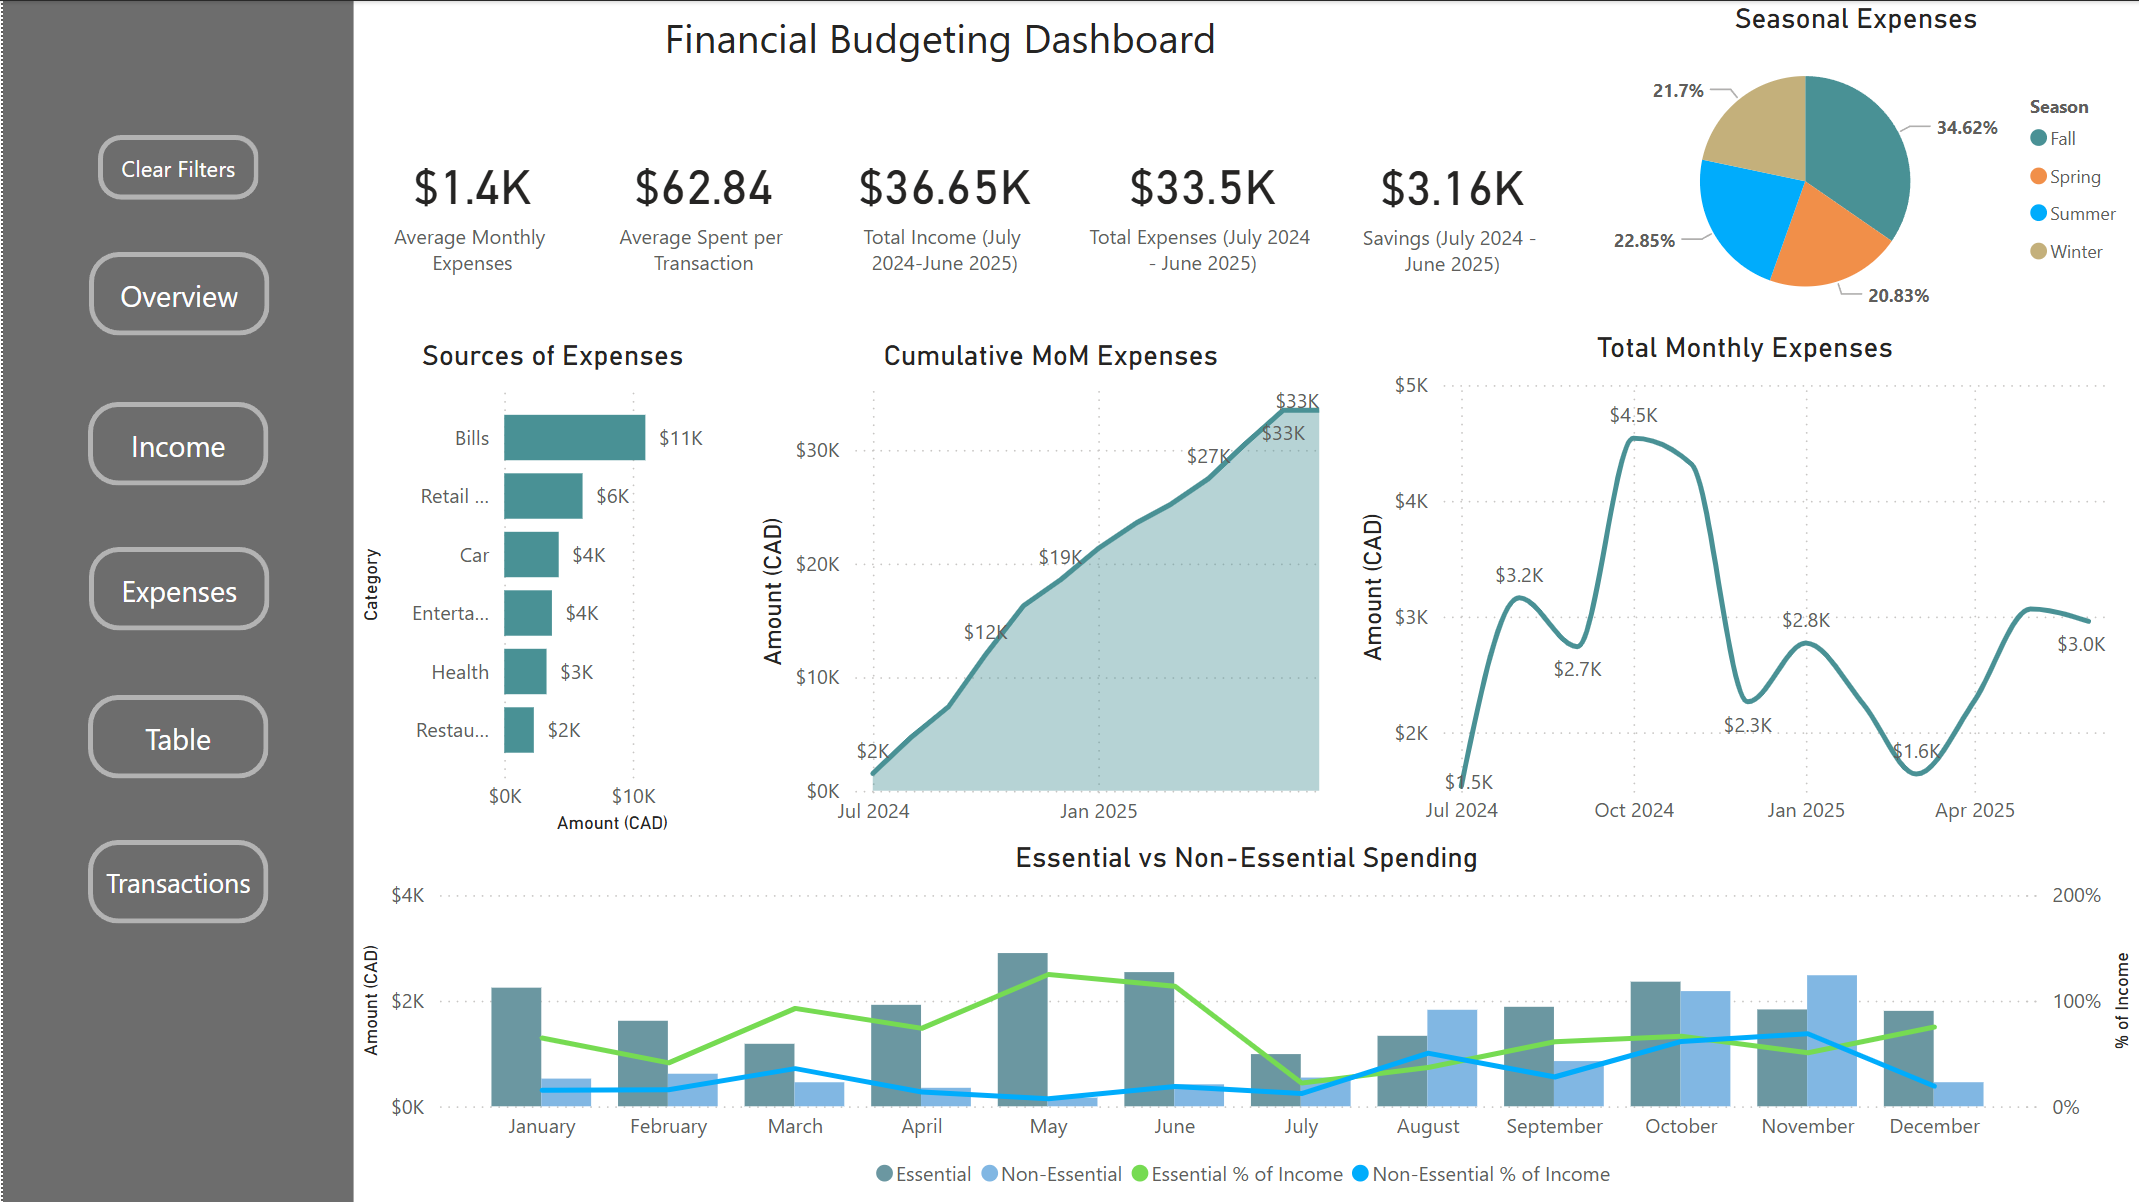 Financial Budgeting Dashboard
Clear Filters
Overview
Income
Expenses
Table
Transactions
$1.4K
Average Monthly
Expenses
$62.84
Average Spent per
Transaction
$36.65K
Total Income (July
2024-June 2025)
$33.5K
Total Expenses (July 2024
- June 2025)
$3.16K
Savings (July 2024 -
June 2025)
Seasonal Expenses
21.7%
34.62%
22.85%
20.83%
Season
Fall
Spring
Summer
Winter
Sources of Expenses
Category
Bills
$11K
Retail ...
$6K
Car
$4K
Enterta...
$4K
Health
$3K
Restau...
$2K
$0K
$10K
Amount (CAD)
Cumulative MoM Expenses
Amount (CAD)
$30K
$20K
$10K
$0K
$2K
$12K
$19K
$27K
$33K
$33K
Jul 2024
Jan 2025
Total Monthly Expenses
Amount (CAD)
$5K
$4K
$3K
$2K
$1.5K
$3.2K
$2.7K
$4.5K
$2.3K
$2.8K
$1.6K
$3.0K
Jul 2024
Oct 2024
Jan 2025
Apr 2025
Essential vs Non-Essential Spending
Amount (CAD)
$4K
$2K
$0K
200%
100%
0%
% of Income
January
February
March
April
May
June
July
August
September
October
November
December
Essential
Non-Essential
Essential % of Income
Non-Essential % of Income